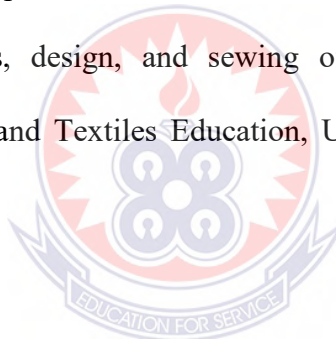 , design, and sewing o
and Textiles Education, U
EDUCATION FOR SERVICE